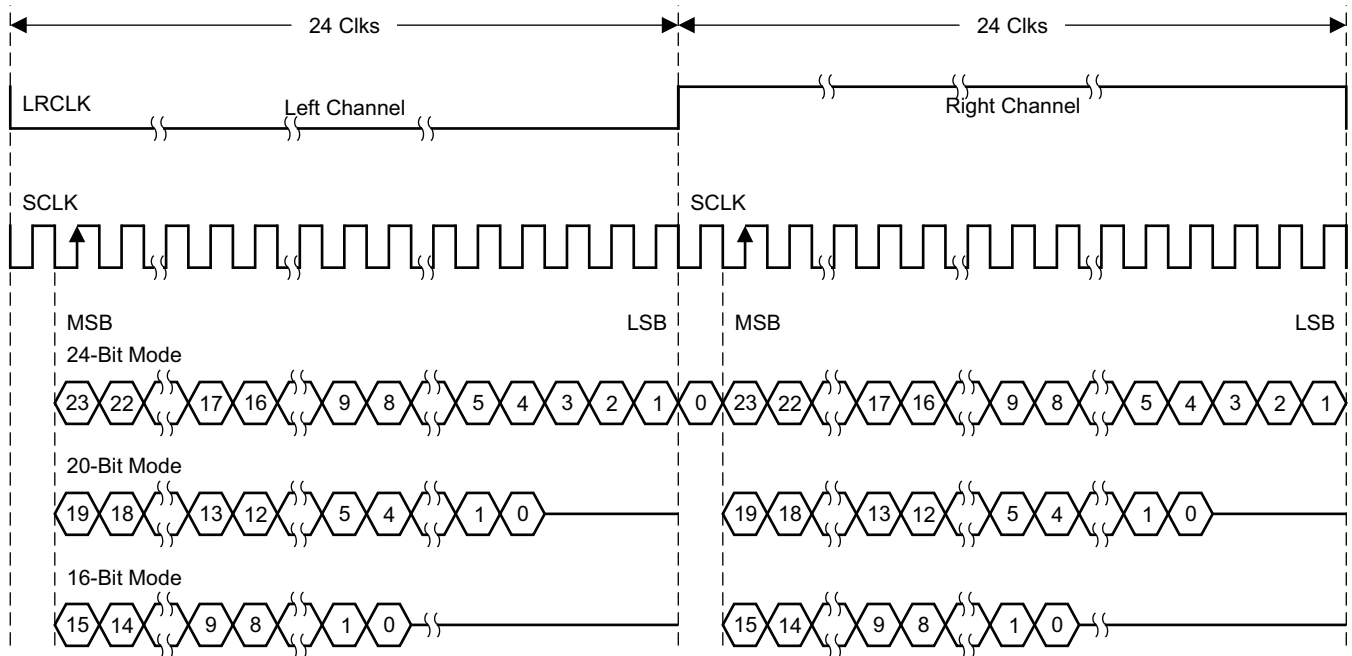 24 Clks 24 Clks
LRCLK Left Channel Right Channel
SCLK SCLK
MSB LSB MSB LSB
24-Bit Mode
23 22 17 16 9 8 5 4 3 2 1 0 23 22 17 16 9 8 5 4 3 2 1
20-Bit Mode
19 18 13 12 5 4 1 0 19 18 13 12 5 4 1 0
16-Bit Mode
15 14 9 8 1 0 15 14 9 8 1 0